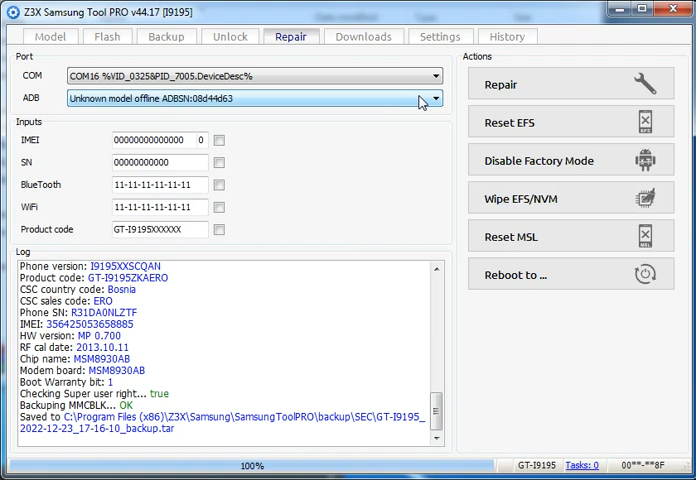 Z3X Samsung Tool PRO v44.17 [I9195]
Model
Flash
Backup
Unlock
Repair
Downloads
Settings
History
Port
COM
COM16 %VID_0325&PID_7005.DeviceDesc%
ADB
Unknown model offline ADBSN:08d44d63
Inputs
IMEI
00000000000000 0
SN
00000000000
BlueTooth
11-11-11-11-11-11
WiFi
11-11-11-11-11-11
Product code
GT-I9195XXXXXX
Log
Phone version: I9195XXSCQAN
Product code: GT-I9195ZKAERO
CSC country code: Bosnia
CSC sales code: ERO
Phone SN: R31DA0NLZTF
IMEI: 356425053658885
HW version: MP 0.700
RF cal date: 2013.10.11
Chip name: MSM8930AB
Modem board: MSM8930AB
Boot Warranty bit: 1
Checking Super user right... true
Backuping MMCBLK... OK
Saved to C:\Program Files (x86)\Z3X\Samsung\SamsungToolPRO\backup\SEC\GT-I9195_
2022-12-23_17-16-10_backup.tar
Actions
Repair
Reset EFS
EFS
Disable Factory Mode
Wipe EFS/NVM
Reset MSL
MSL
Reboot to ...
100%
GT-I9195
Tasks: 0
00**-**8F